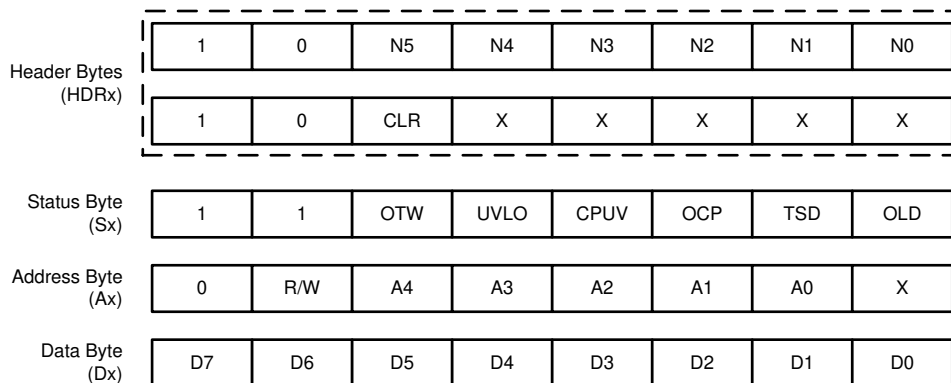 1 0 N5 N4 N3 N2 N1 N0
Header Bytes
(HDRx)
1 0 CLR X X X X X
Status Byte
(Sx)
1 1 OTW UVLO CPUV OCP TSD OLD
Address Byte
(Ax)
0 R/W A4 A3 A2 A1 A0 X
Data Byte
(Dx)
D7 D6 D5 D4 D3 D2 D1 D0